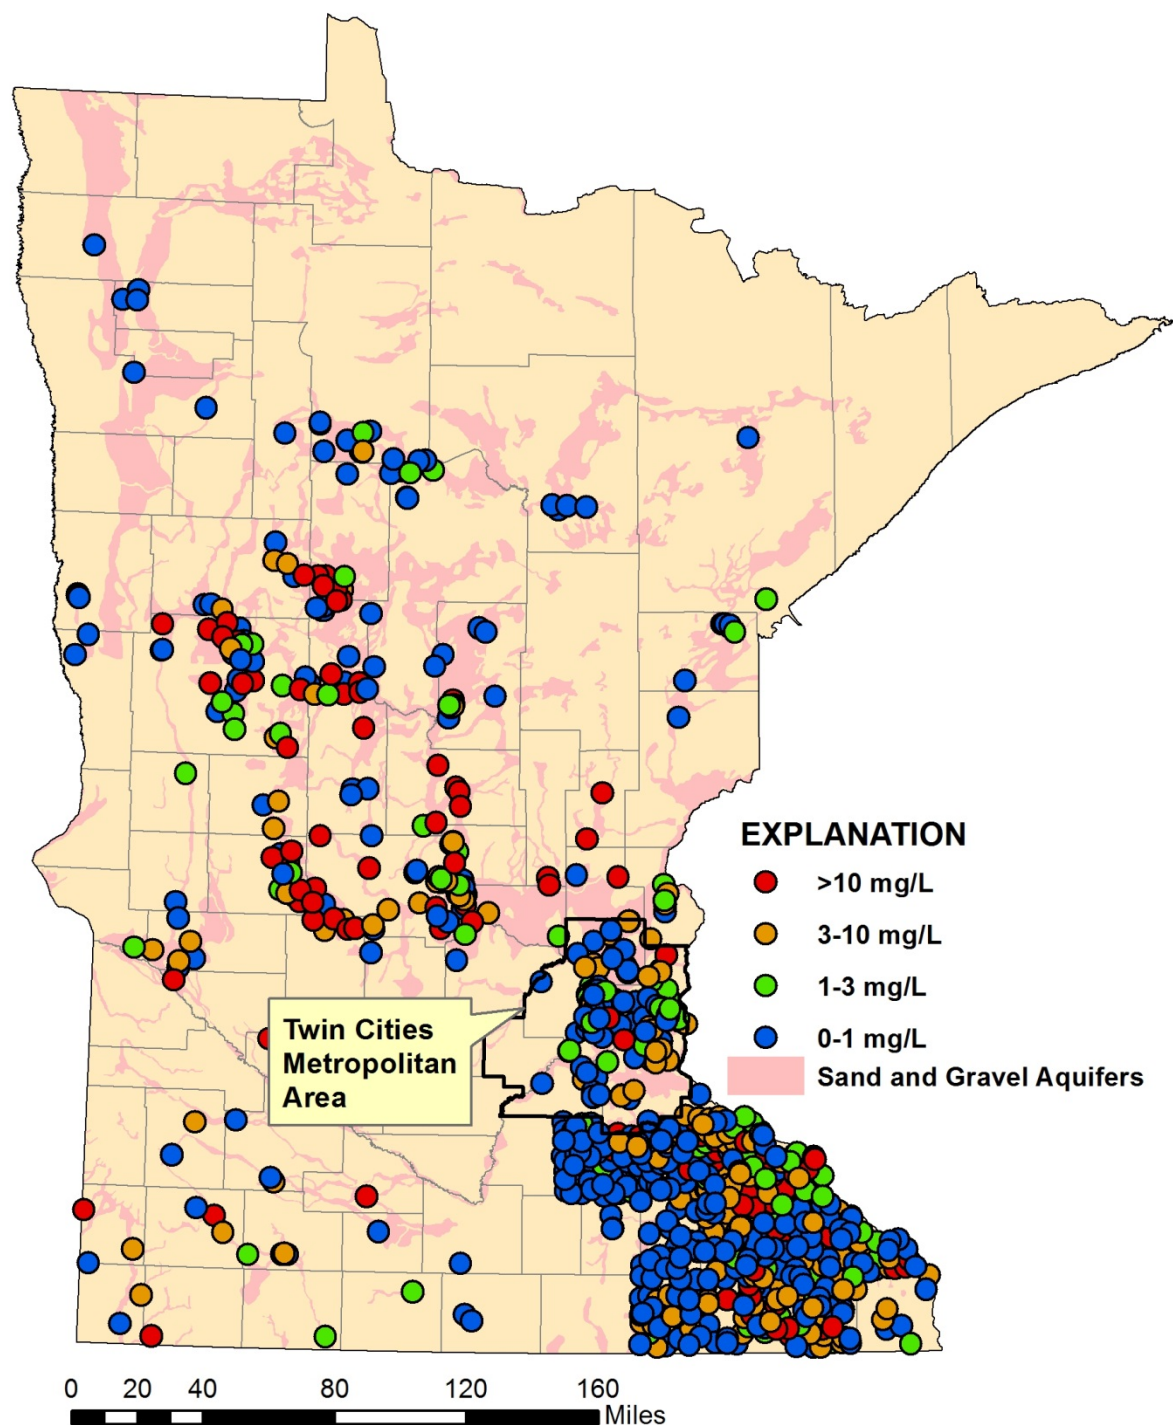 EXPLANATION
>10 mg/L
3-10 mg/L
1-3 mg/L
0-1 mg/L
Sand and Gravel Aquifers
Twin Cities
Metropolitan
Area
0 20 40 80 120 160
Miles